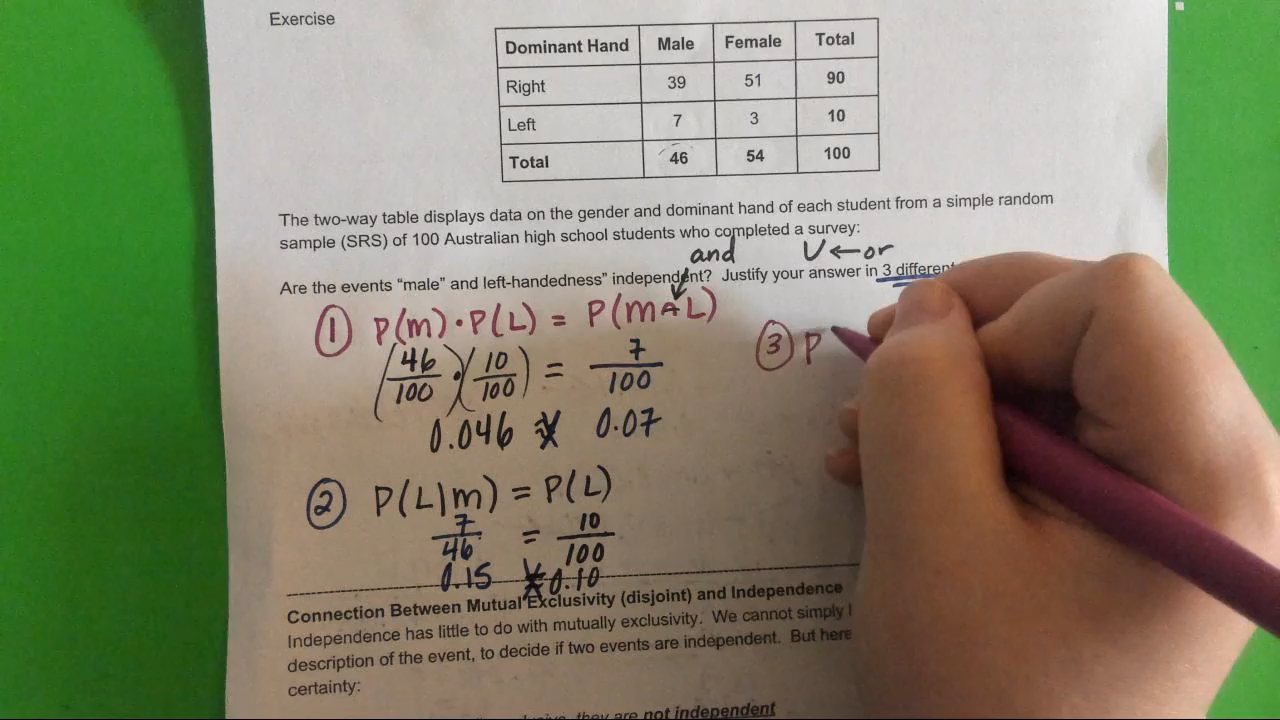 Exercise
Dominant Hand Male Female Total
Right 39 51 90
Left 7 3 10
Total 46 54 100
The two-way table displays data on the gender and dominant hand of each student from a simple random
sample (SRS) of 100 Australian high school students who completed a survey:
and U ← or
Are the events “male” and left-handedness” independent? Justify your answer in 3 different
① P(m) · P(L) = P(m ∩ L)
(46/100) · (10/100) = 7/100
0.046 ≠ 0.07
③ P
② P(L|m) = P(L)
7/46 = 10/100
0.15 ≠ 0.10
Connection Between Mutual Exclusivity (disjoint) and Independence
Independence has little to do with mutually exclusivity. We cannot simply
description of the event, to decide if two events are independent. But here
certainty:
they are not independent